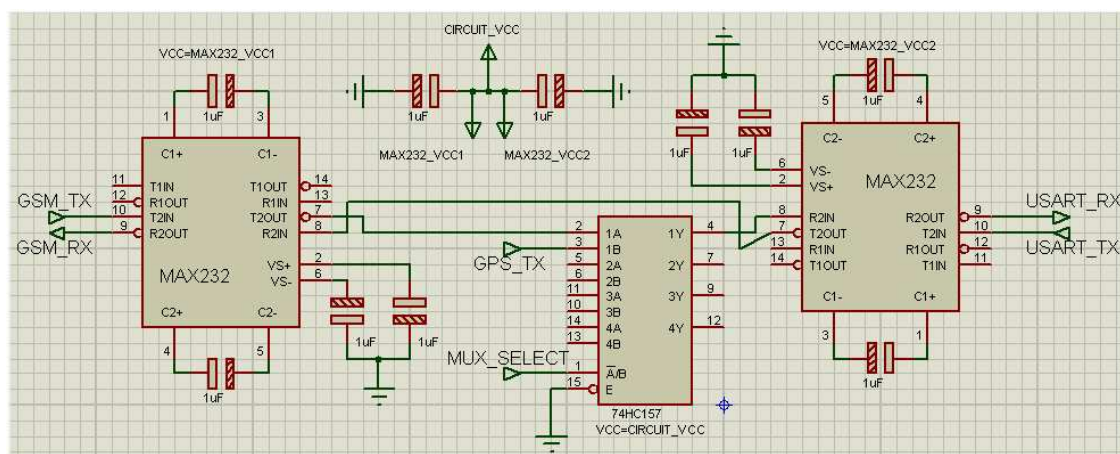 CIRCUIT_VCC
VCC=MAX232_VCC1
1uF
1 3
C1+ C1-
11 T1IN T1OUT 14
12 R1OUT R1IN 13
10 T2IN T2OUT 7
9 R2OUT R2IN 8
GSM_TX
GSM_RX
MAX232
VS+ 2
VS- 6
C2+ C2-
4 5
1uF
1uF
1uF
1uF
1uF
MAX232_VCC1
MAX232_VCC2
GPS_TX
MUX_SELECT
2 1A 1Y 4
3 1B
5 2A 2Y 7
6 2B
11 3A 3Y 9
10 3B
14 4A 4Y 12
13 4B
1 A/B
15 E
74HC157
VCC=CIRCUIT_VCC
VCC=MAX232_VCC2
1uF
5 4
C2- C2+
1uF
1uF
6 VS-
2 VS+
MAX232
8 R2IN R2OUT 9
7 T2OUT T2IN 10
13 R1IN R1OUT 12
14 T1OUT T1IN 11
USART_RX
USART_TX
C1- C1+
3 1
1uF